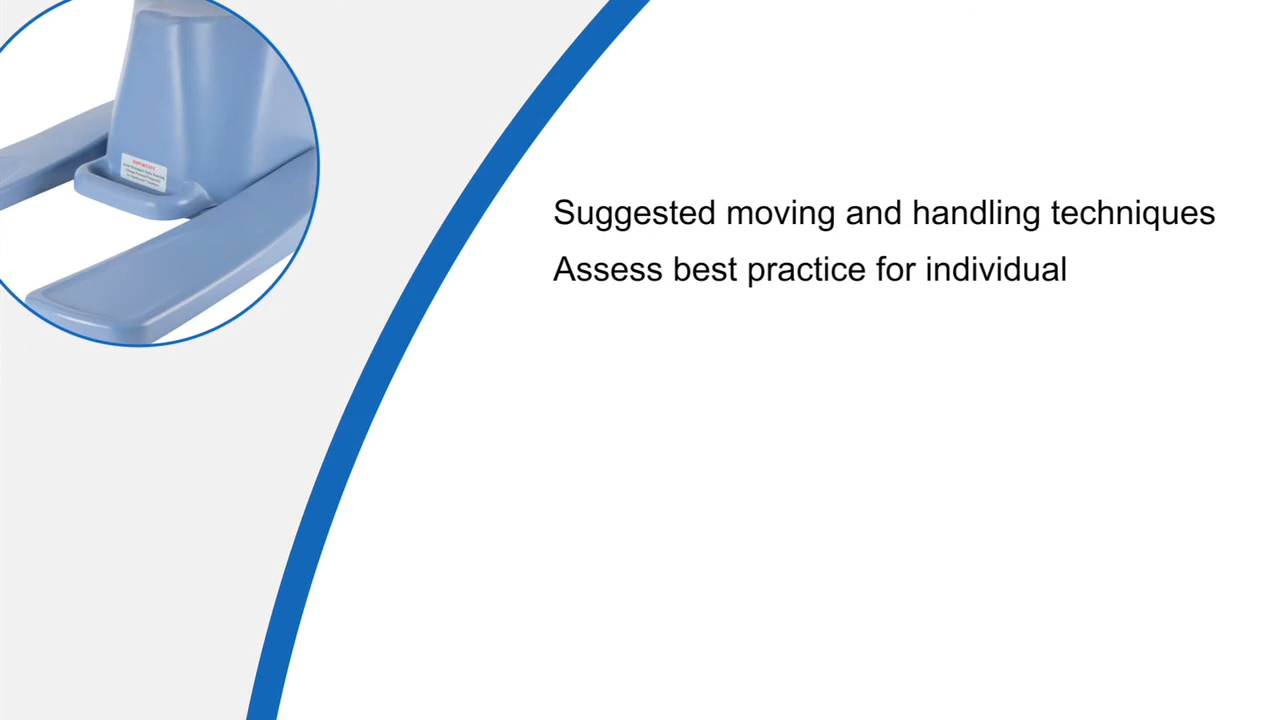 Suggested moving and handling techniques
Assess best practice for individual